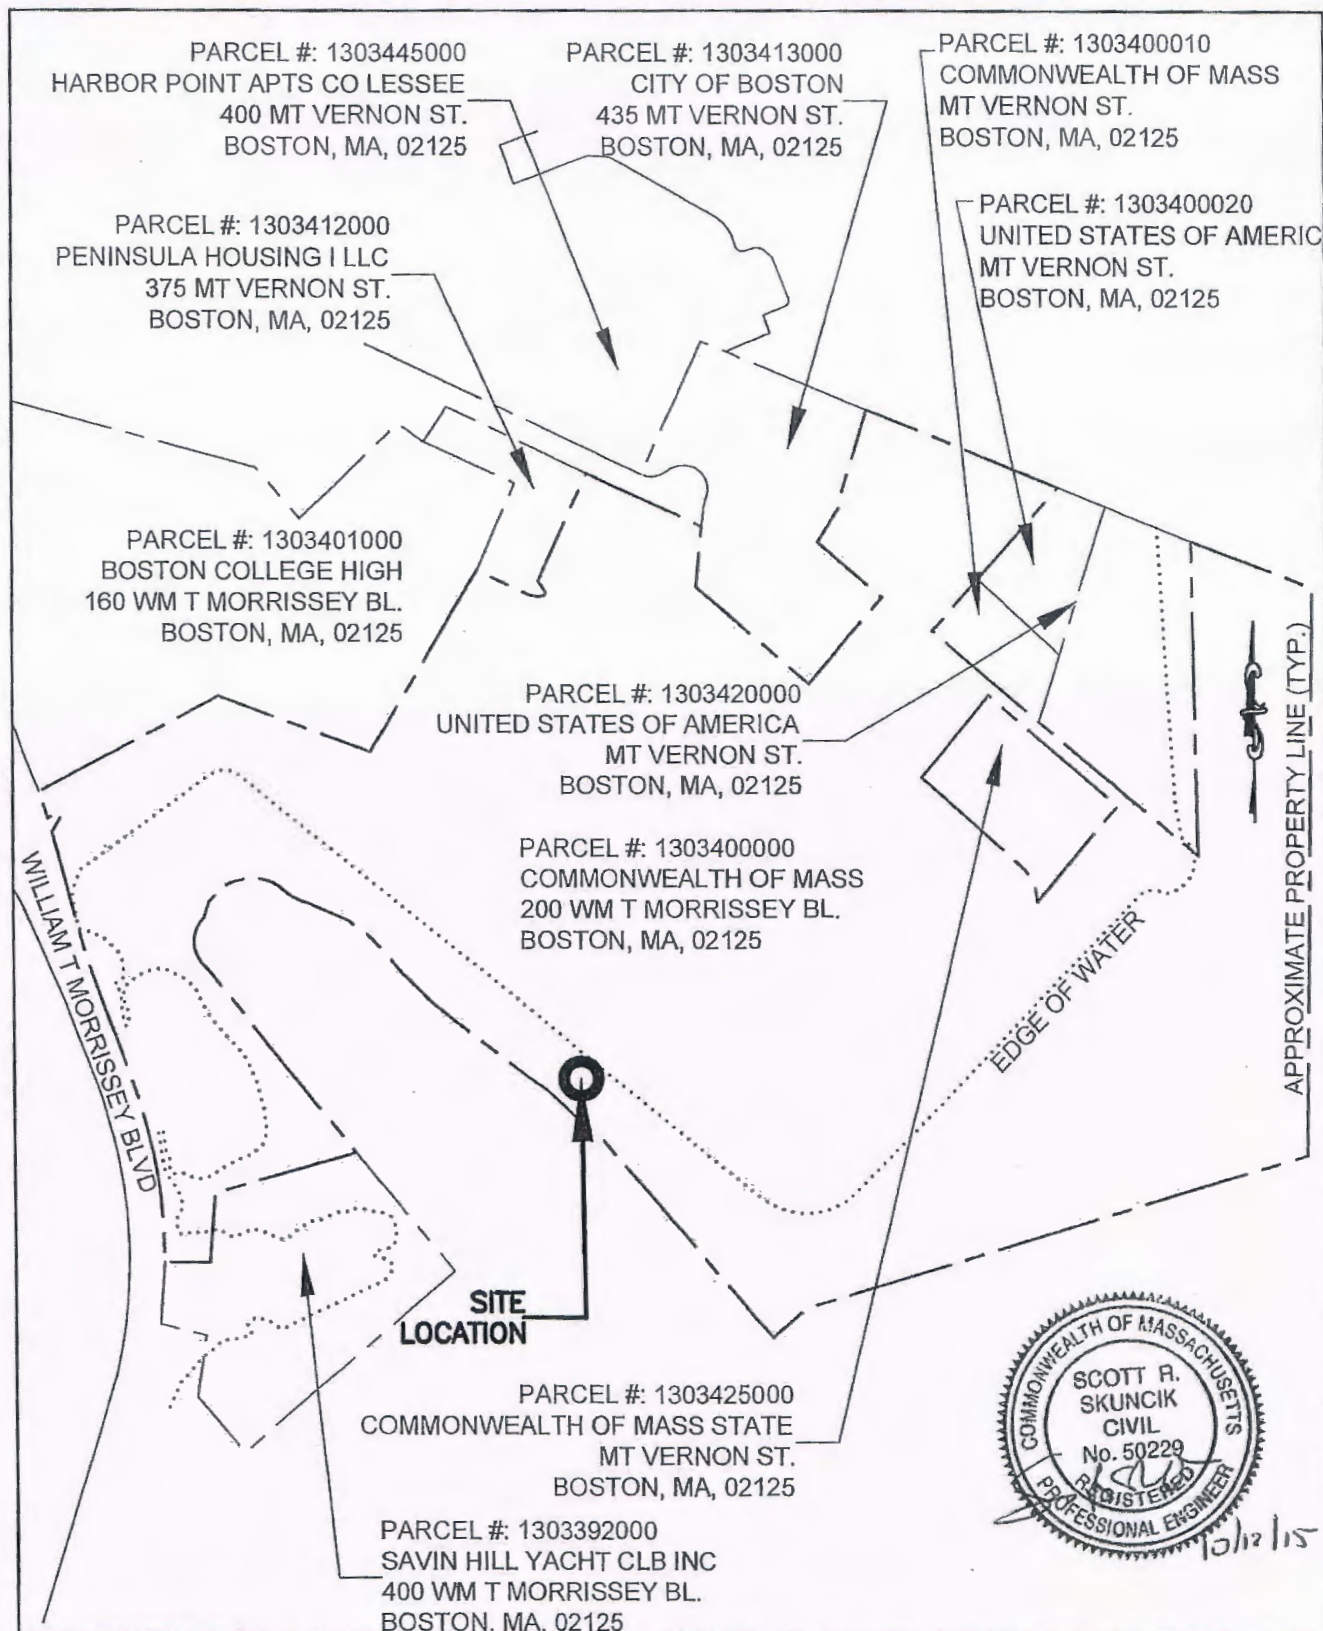 PARCEL #: 1303445000
HARBOR POINT APTS CO LESSEE
400 MT VERNON ST.
BOSTON, MA, 02125
PARCEL #: 1303413000
CITY OF BOSTON
435 MT VERNON ST.
BOSTON, MA, 02125
PARCEL #: 1303400010
COMMONWEALTH OF MASS
MT VERNON ST.
BOSTON, MA, 02125
PARCEL #: 1303412000
PENINSULA HOUSING I LLC
375 MT VERNON ST.
BOSTON, MA, 02125
PARCEL #: 1303400020
UNITED STATES OF AMERIC
MT VERNON ST.
BOSTON, MA, 02125
PARCEL #: 1303401000
BOSTON COLLEGE HIGH
160 WM T MORRISSEY BL.
BOSTON, MA, 02125
PARCEL #: 1303420000
UNITED STATES OF AMERICA
MT VERNON ST.
BOSTON, MA, 02125
PARCEL #: 1303400000
COMMONWEALTH OF MASS
200 WM T MORRISSEY BL.
BOSTON, MA, 02125
WILLIAM T MORRISSEY BLVD
EDGE OF WATER
APPROXIMATE PROPERTY LINE (TYP.)
SITE
LOCATION
PARCEL #: 1303425000
COMMONWEALTH OF MASS STATE
MT VERNON ST.
BOSTON, MA, 02125
PARCEL #: 1303392000
SAVIN HILL YACHT CLB INC
400 WM T MORRISSEY BL.
BOSTON, MA, 02125
COMMONWEALTH OF MASSACHUSETTS
SCOTT R.
SKUNCIK
CIVIL
No. 50229
REGISTERED
PROFESSIONAL ENGINEER
10/12/15